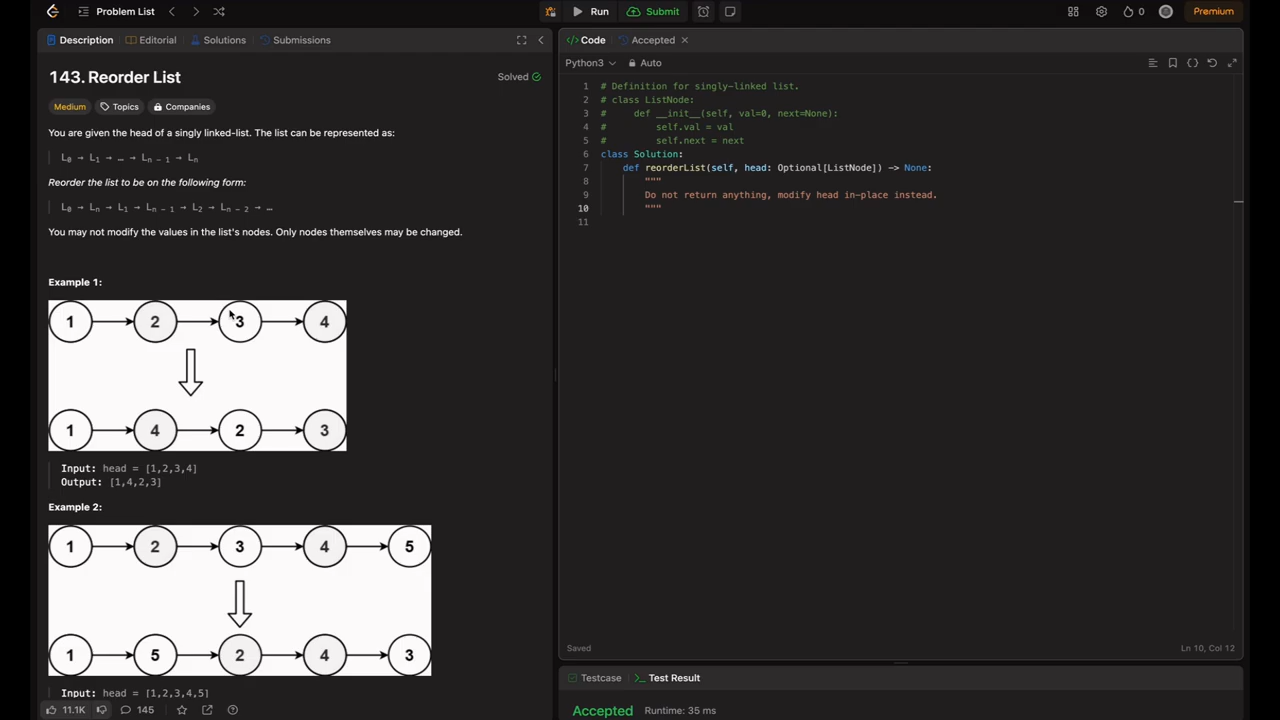 Problem List
Run
Submit
0
Premium
Description
Editorial
Solutions
Submissions
143. Reorder List
Solved
Medium
Topics
Companies
You are given the head of a singly linked-list. The list can be represented as:
L0 → L1 → … → Ln - 1 → Ln
Reorder the list to be on the following form:
L0 → Ln → L1 → Ln - 1 → L2 → Ln - 2 → …
You may not modify the values in the list's nodes. Only nodes themselves may be changed.
Example 1:
1 2 3 4
1 4 2 3
Input: head = [1,2,3,4]
Output: [1,4,2,3]
Example 2:
1 2 3 4 5
1 5 2 4 3
Input: head = [1,2,3,4,5]
11.1K
145
</> Code
Accepted
Python3
Auto
1 # Definition for singly-linked list.
2 # class ListNode:
3 #     def __init__(self, val=0, next=None):
4 #         self.val = val
5 #         self.next = next
6 class Solution:
7     def reorderList(self, head: Optional[ListNode]) -> None:
8         """
9         Do not return anything, modify head in-place instead.
10         """
11
Saved
Ln 10, Col 12
Testcase
>_ Test Result
Accepted
Runtime: 35 ms